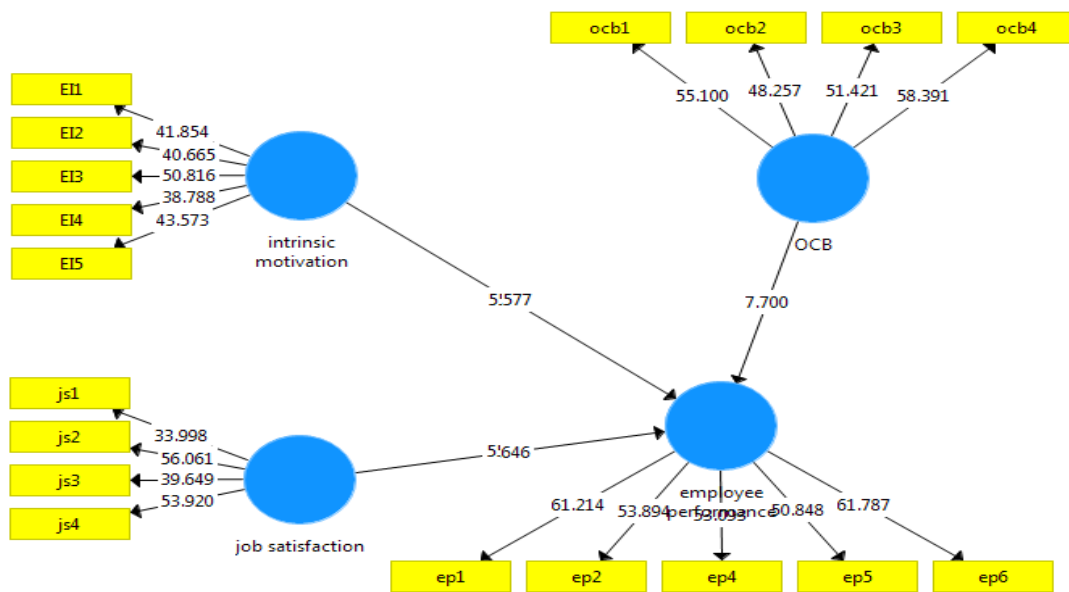 ocb1
ocb2
ocb3
ocb4
55.100
48.257
51.421
58.391
EI1
EI2
EI3
EI4
EI5
41.854
40.665
50.816
38.788
43.573
intrinsic
motivation
OCB
7.700
js1
js2
js3
js4
33.998
56.061
39.649
53.920
job satisfaction
employee
performance
61.214
53.894
50.848
61.787
ep1
ep2
ep4
ep5
ep6